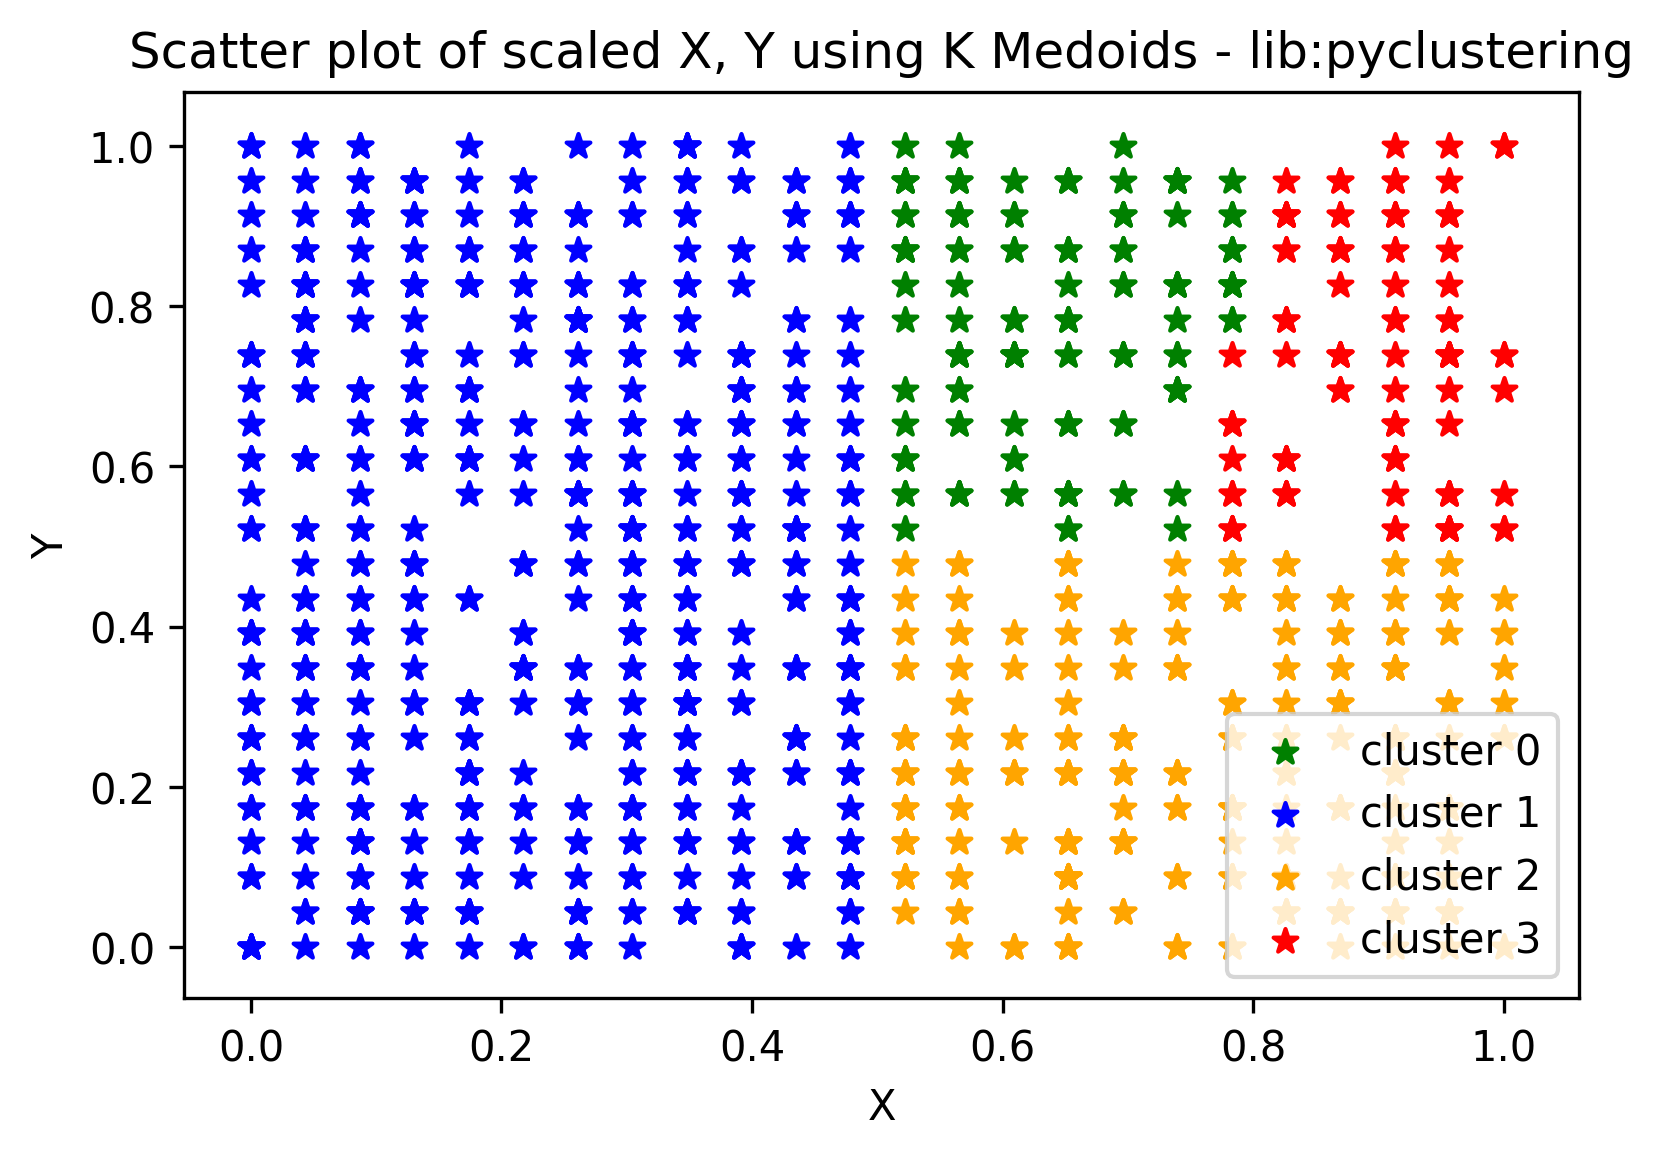 Scatter plot of scaled X, Y using K Medoids - lib:pyclustering
1.0
0.8
0.6
0.4
0.2
0.0
Y
cluster 0
cluster 1
cluster 2
cluster 3
0.0 0.2 0.4 0.6 0.8 1.0
X